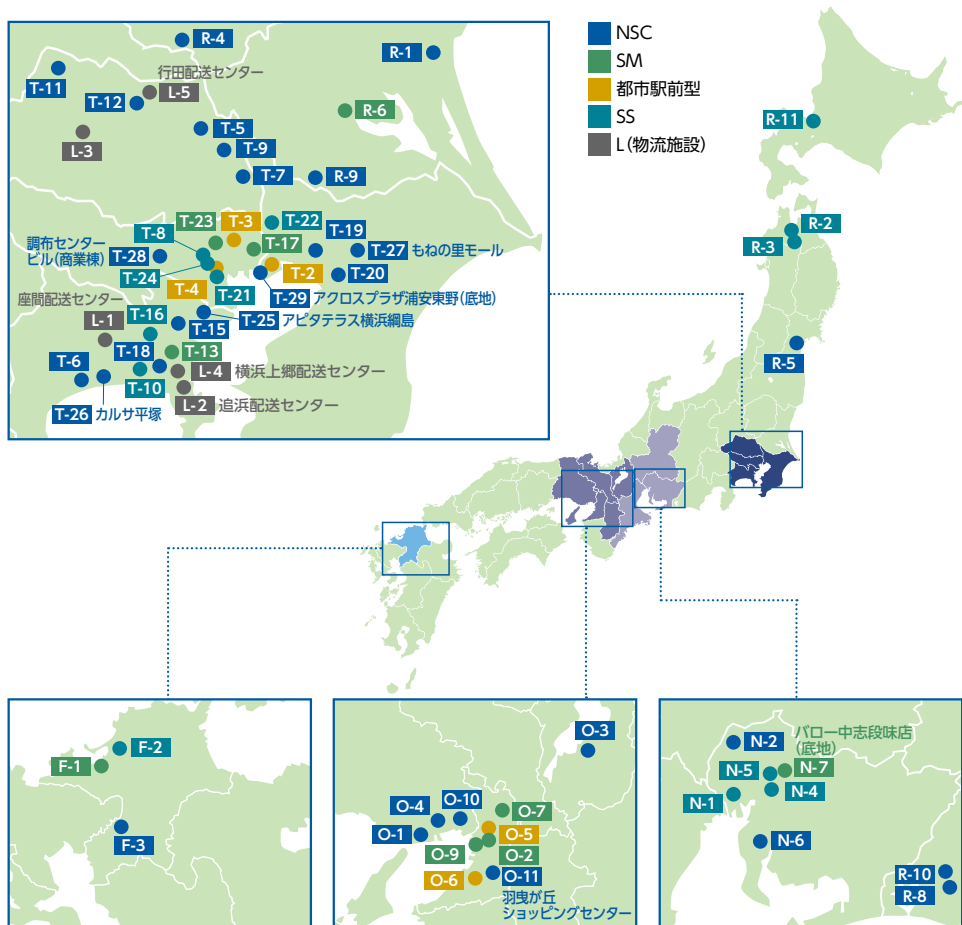 NSC
SM
都市駅前型
SS
L(物流施設)
R-4
R-1
T-11
行田配送センター
L-5
T-12
R-6
L-3
T-5
T-9
T-7
R-9
T-23
T-3
T-22
T-8
T-19
調布センター
ビル(商業棟)
T-28
T-17
T-27
もねの里モール
T-24
T-2
T-20
T-4
T-21
T-29
アクロスプラザ浦安東野(底地)
座間配送センター
T-16
T-25
アピタテラス横浜綱島
L-1
T-15
T-18
T-13
T-6
L-4
横浜上郷配送センター
T-10
L-2
追浜配送センター
T-26
カルサ平塚
R-11
R-2
R-3
R-5
F-2
F-1
F-3
O-3
O-10
O-4
O-7
O-1
O-5
O-9
O-2
O-6
O-11
羽曳が丘
ショッピングセンター
バロー中志段味店
(底地)
N-2
N-5
N-7
N-1
N-4
N-6
R-10
R-8